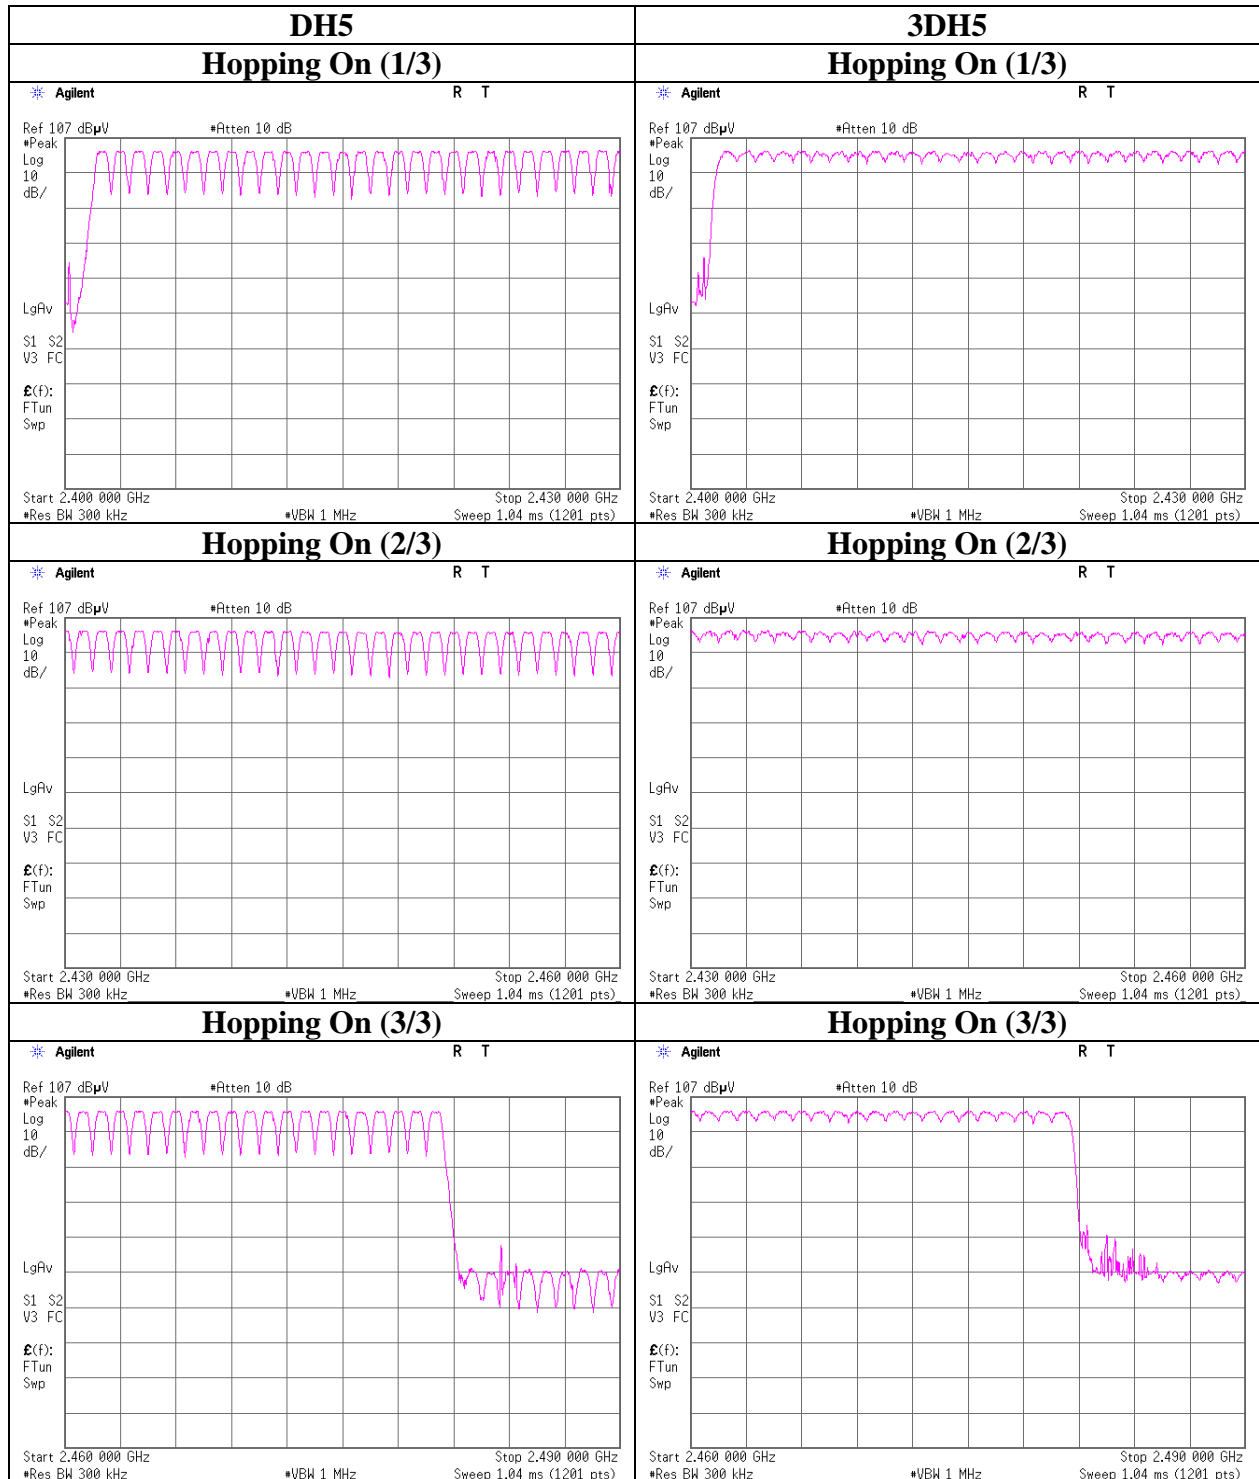 DH5 3DH5
Hopping On (1/3) Hopping On (1/3)
Agilent R T
Ref 107 dBµV #Atten 10 dB
#Peak
Log
10
dB/
LgAv
S1 S2
V3 FC
£(f):
FTun
Swp
Start 2.400 000 GHz Stop 2.430 000 GHz
#Res BW 300 kHz #VBW 1 MHz Sweep 1.04 ms (1201 pts)
Agilent R T
Ref 107 dBµV #Atten 10 dB
#Peak
Log
10
dB/
LgAv
S1 S2
V3 FC
£(f):
FTun
Swp
Start 2.400 000 GHz Stop 2.430 000 GHz
#Res BW 300 kHz #VBW 1 MHz Sweep 1.04 ms (1201 pts)
Hopping On (2/3) Hopping On (2/3)
Agilent R T
Ref 107 dBµV #Atten 10 dB
#Peak
Log
10
dB/
LgAv
S1 S2
V3 FC
£(f):
FTun
Swp
Start 2.430 000 GHz Stop 2.460 000 GHz
#Res BW 300 kHz #VBW 1 MHz Sweep 1.04 ms (1201 pts)
Agilent R T
Ref 107 dBµV #Atten 10 dB
#Peak
Log
10
dB/
LgAv
S1 S2
V3 FC
£(f):
FTun
Swp
Start 2.430 000 GHz Stop 2.460 000 GHz
#Res BW 300 kHz #VBW 1 MHz Sweep 1.04 ms (1201 pts)
Hopping On (3/3) Hopping On (3/3)
Agilent R T
Ref 107 dBµV #Atten 10 dB
#Peak
Log
10
dB/
LgAv
S1 S2
V3 FC
£(f):
FTun
Swp
Start 2.460 000 GHz Stop 2.490 000 GHz
#Res BW 300 kHz #VBW 1 MHz Sweep 1.04 ms (1201 pts)
Agilent R T
Ref 107 dBµV #Atten 10 dB
#Peak
Log
10
dB/
LgAv
S1 S2
V3 FC
£(f):
FTun
Swp
Start 2.460 000 GHz Stop 2.490 000 GHz
#Res BW 300 kHz #VBW 1 MHz Sweep 1.04 ms (1201 pts)